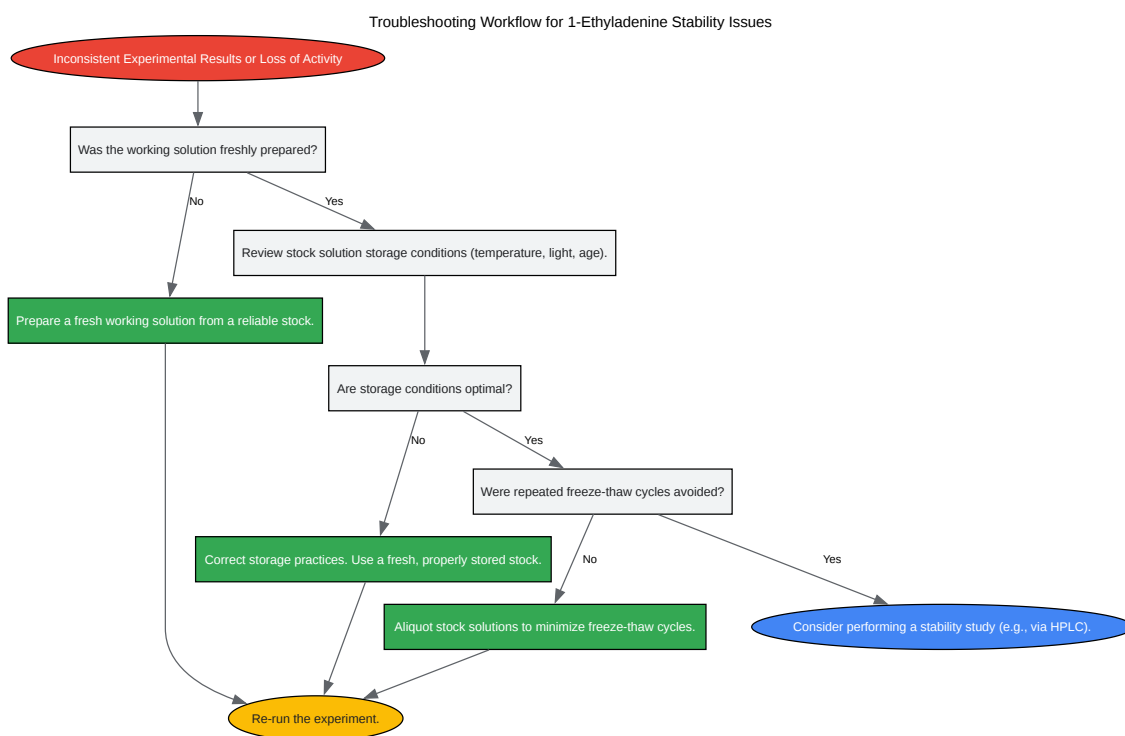 Troubleshooting Workflow for 1-Ethyladenine Stability Issues
Inconsistent Experimental Results or Loss of Activity
Was the working solution freshly prepared?
No
Yes
Review stock solution storage conditions (temperature, light, age).
Prepare a fresh working solution from a reliable stock.
Are storage conditions optimal?
No
Yes
Were repeated freeze-thaw cycles avoided?
Correct storage practices. Use a fresh, properly stored stock.
No
Yes
Aliquot stock solutions to minimize freeze-thaw cycles.
Consider performing a stability study (e.g., via HPLC).
Re-run the experiment.